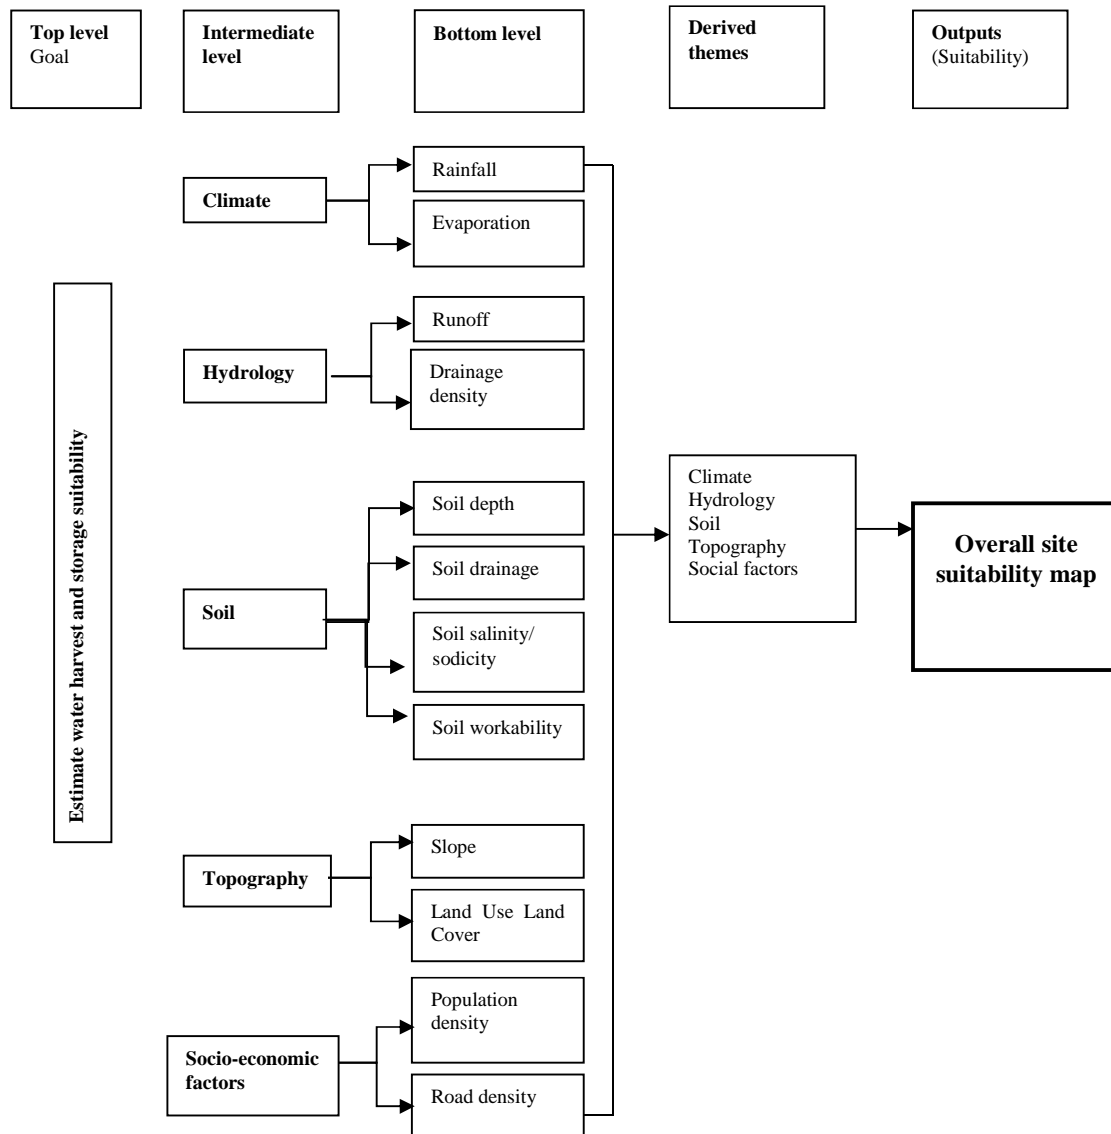 Top level
Goal
Intermediate
level
Bottom level
Derived
themes
Outputs
(Suitability)
Estimate water harvest and storage suitability
Climate
Rainfall
Evaporation
Hydrology
Runoff
Drainage
density
Soil
Soil depth
Soil drainage
Soil salinity/
sodicity
Soil workability
Topography
Slope
Land Use Land
Cover
Socio-economic
factors
Population
density
Road density
Climate
Hydrology
Soil
Topography
Social factors
Overall site
suitability map